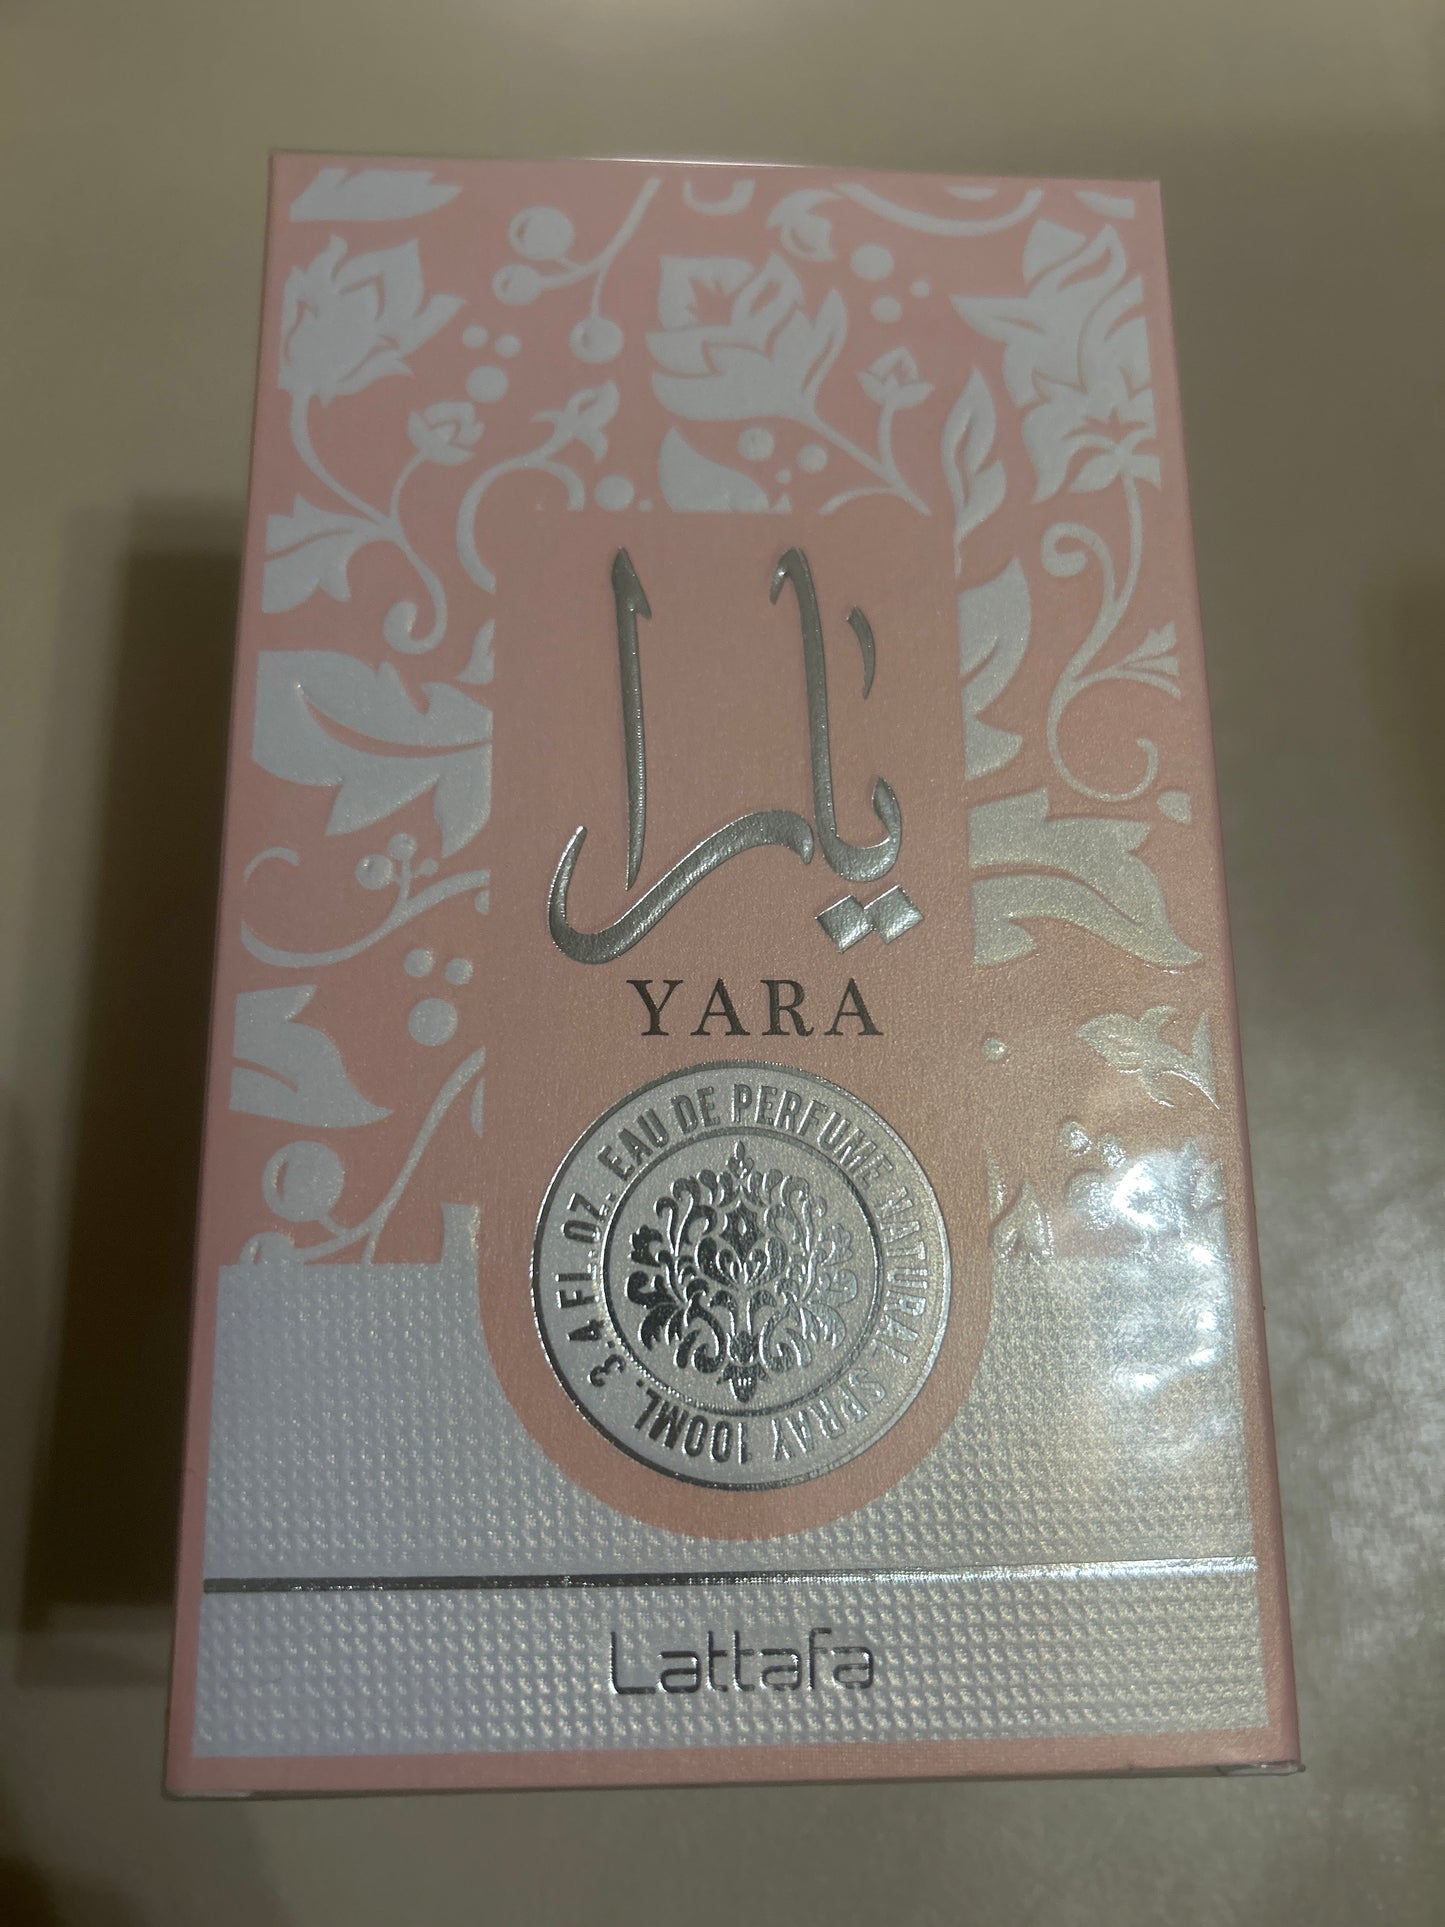 يارا
YARA
3.4 FL.OZ. EAU DE PERFUME NATURAL SPRAY 100ML.
Lattafa